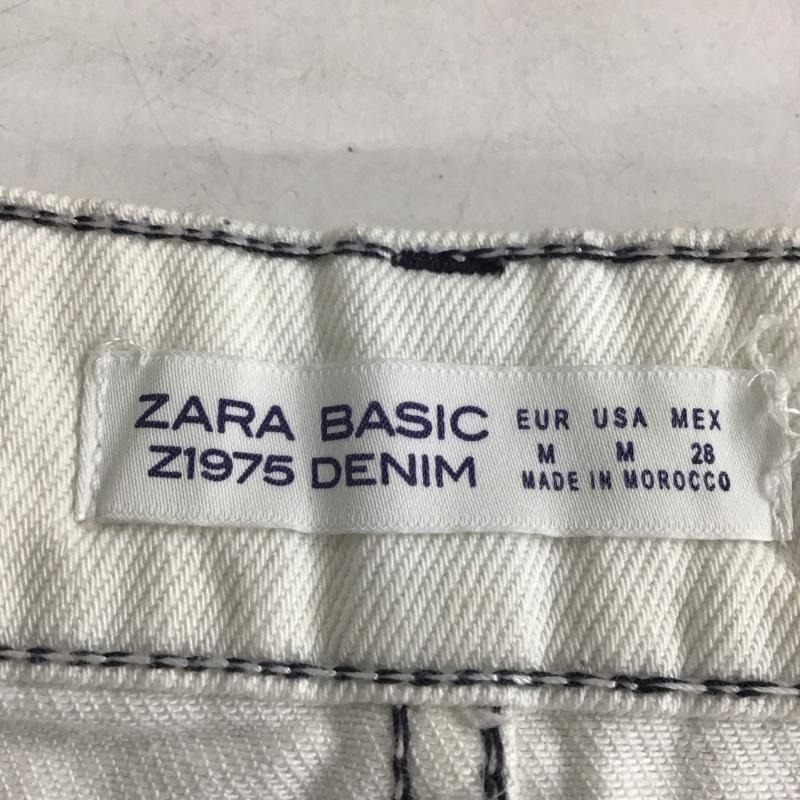 ZARA BASIC
Z1975 DENIM
EUR USA MEX
M M 28
MADE IN MOROCCO